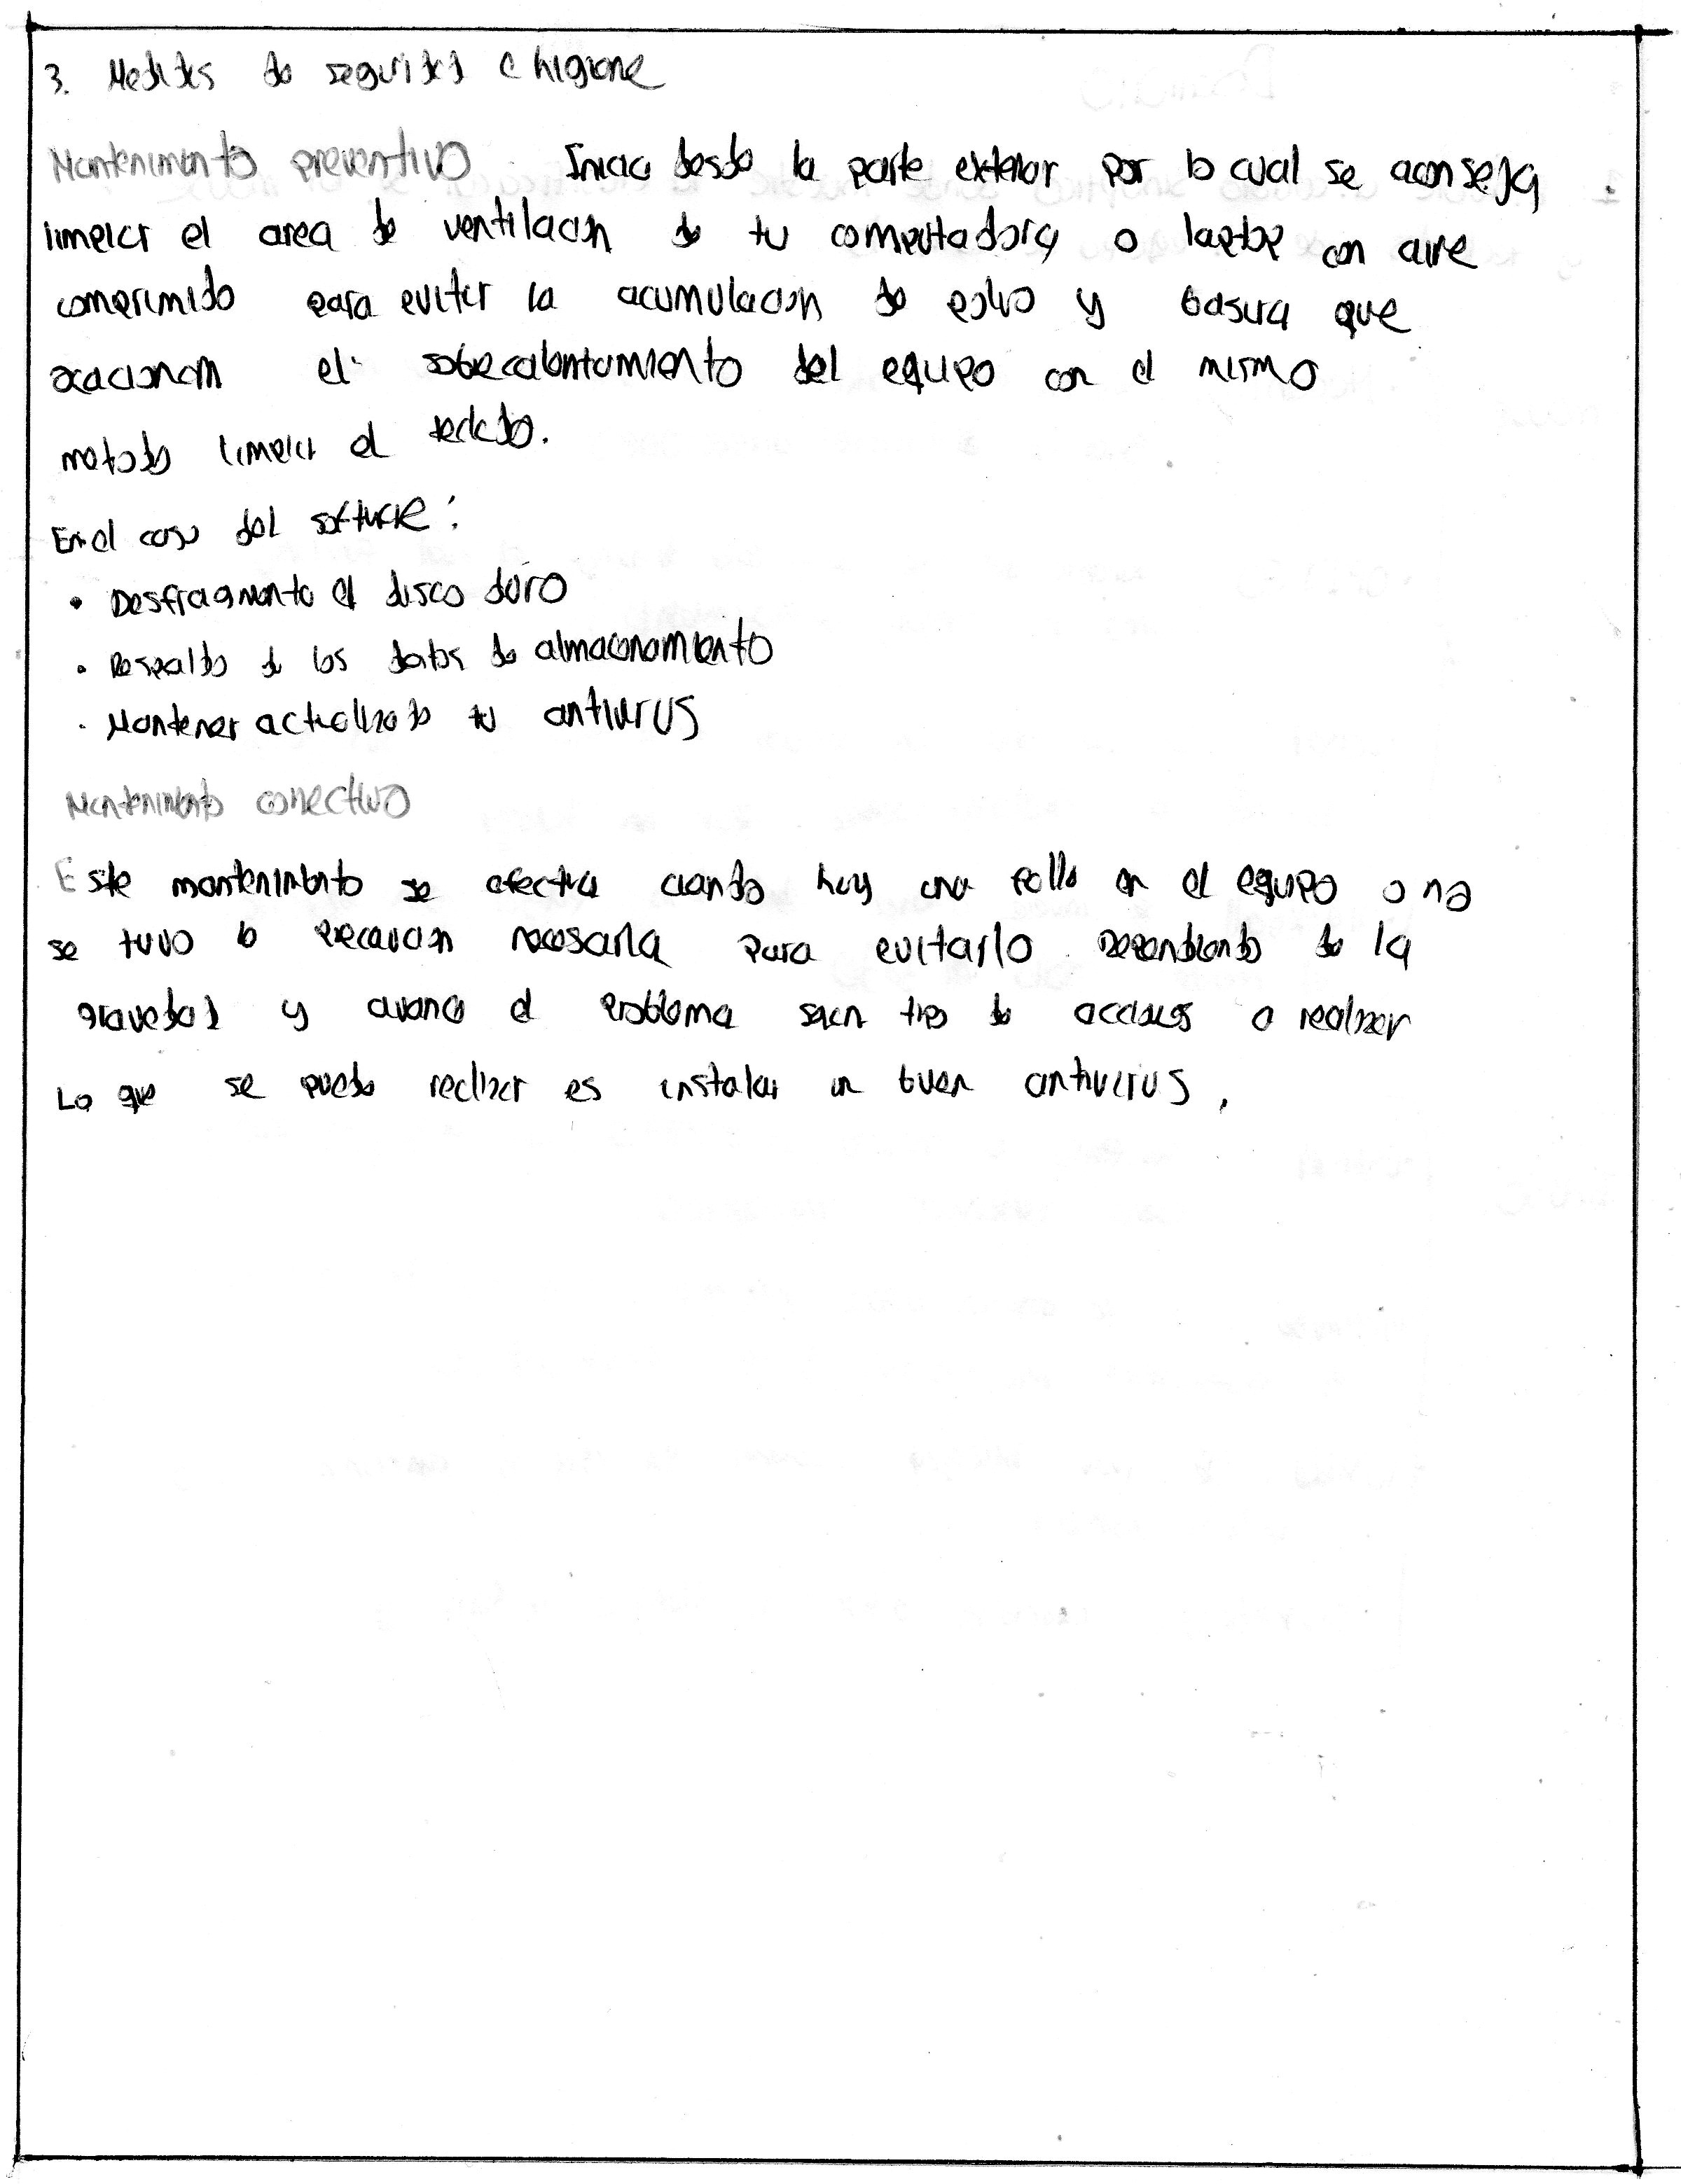 3. Medidas de seguridad e higiene
Mantenimiento preventivo. Inicia desde la parte exterior por lo cual se aconseja
limpiar el area de ventilacion de tu computadora o laptop con aire
comprimido para evitar la acumulacion de polvo y basura que
ocacionan el sobrecalentamiento del equipo con el mismo
metodo limpiar el teclado.
En el caso del software:
• Desfragmenta el disco duro
• Respaldo de los datos de almacenamiento
• Mantener actualizado tu antivirus
Mantenimiento correctivo
Este mantenimiento se efectua cuando hay una falla en el equipo o no
se tuvo la precaucion necesaria para evitarlo. Dependiendo de la
gravedad y avance el problema sean tipo de acciones a realizar
Lo que se puede realizar es instalar un buen antivirus.